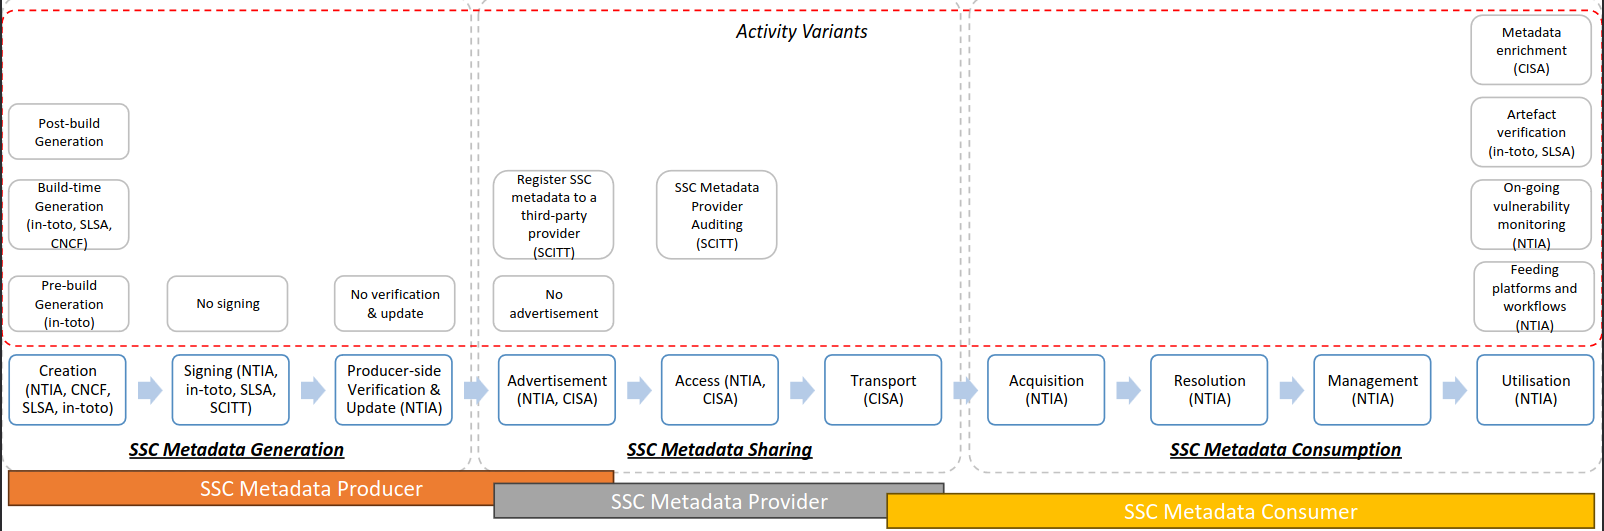 Activity Variants
Metadata
enrichment
(CISA)
Post-build
Generation
Artefact
verification
(in-toto, SLSA)
Build-time
Generation
(in-toto, SLSA,
CNCF)
Register SSC
metadata to a
third-party
provider
(SCITT)
SSC Metadata
Provider
Auditing
(SCITT)
On-going
vulnerability
monitoring
(NTIA)
Pre-build
Generation
(in-toto)
No signing
No verification
& update
No
advertisement
Feeding
platforms and
workflows
(NTIA)
Creation
(NTIA, CNCF,
SLSA, in-toto)
Signing (NTIA,
in-toto, SLSA,
SCITT)
Producer-side
Verification &
Update (NTIA)
Advertisement
(NTIA, CISA)
Access (NTIA,
CISA)
Transport
(CISA)
Acquisition
(NTIA)
Resolution
(NTIA)
Management
(NTIA)
Utilisation
(NTIA)
SSC Metadata Generation
SSC Metadata Sharing
SSC Metadata Consumption
SSC Metadata Producer
SSC Metadata Provider
SSC Metadata Consumer